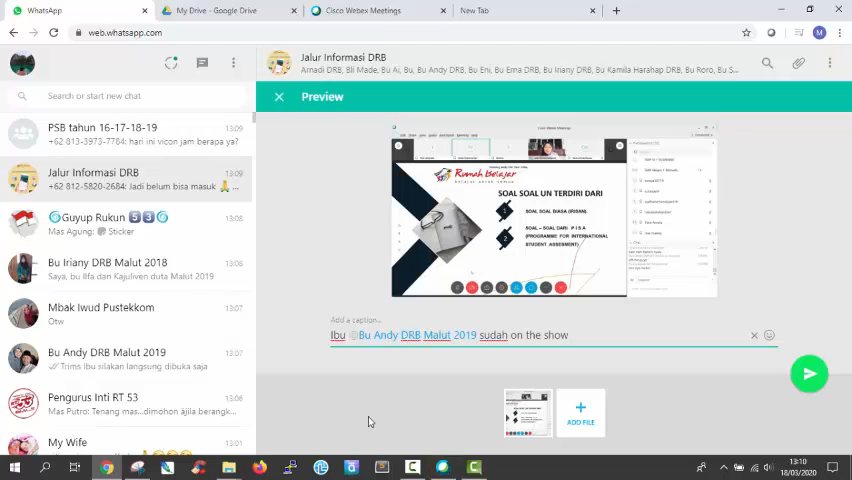 WhatsApp
My Drive - Google Drive
Cisco Webex Meetings
New Tab
web.whatsapp.com
M
Jalur Informasi DRB
Arnadi DRB, Bli Made, Bu Ai, Bu, Bu Andy DRB, Bu Eni, Bu Erna DRB, Bu Iriany DRB, Bu Kamila Harahap DRB, Bu Roro, Bu S...
Search or start new chat
Preview
PSB tahun 16-17-18-19
13:09
+62 813-3973-7784: hari ini vicon jam berapa ya?
Jalur Informasi DRB
13:09
+62 812-5820-2684: Jadi belum bisa masuk 🙏...
🌀Guyup Rukun 5️⃣3️⃣🌀
13:08
Mas Agung: Sticker
Bu Iriany DRB Malut 2018
13:08
Saya, bu Ilfa dan Kajuliven duta Malut 2019
Mbak Iwud Pustekkom
13:07
Otw
Bu Andy DRB Malut 2019
13:07
Trims Ibu silakan langsung dibuka saja
Pengurus Inti RT 53
13:06
Mas Putro: Tenang mas...dimohon ájila berangk...
My Wife
13:01
Rumah belajar
belajar untuk semua
SOAL SOAL UN TERDIRI DARI
1
SOAL SOAL BIASA (IRISAN).
2
SOAL – SOAL DARI P I S A
(PROGRAMME FOR INTERNATIONAL
STUDENT ASSESMENT)
Add a caption...
Ibu @Bu Andy DRB Malut 2019 sudah on the show
ADD FILE
13:10
18/03/2020